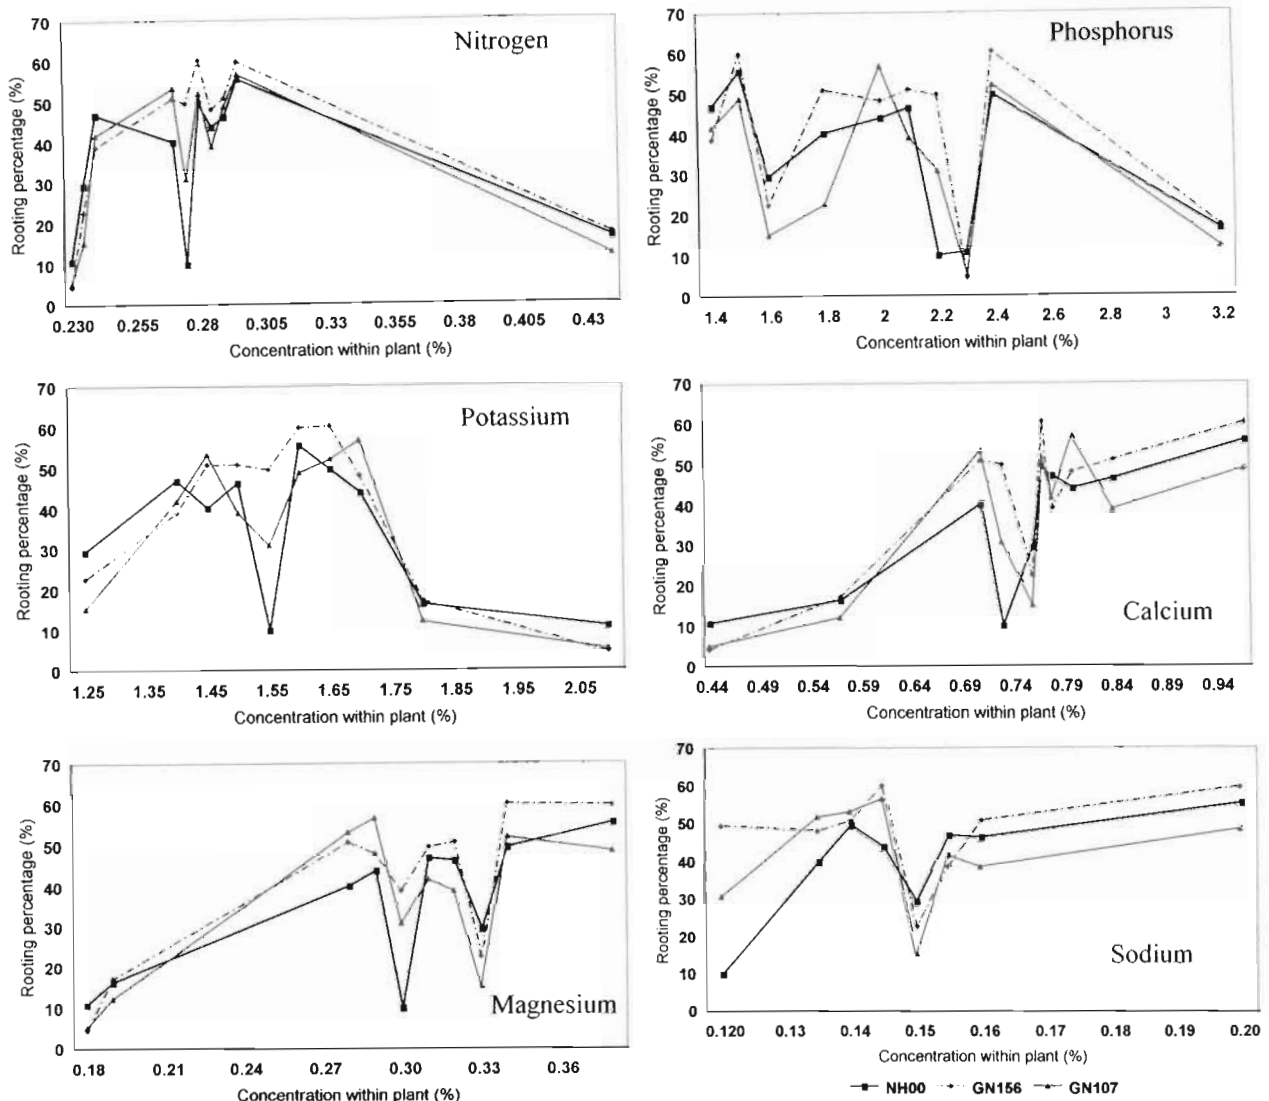 Nitrogen
Rooting percentage (%)
70
60
50
40
30
20
10
0
0.230 0.255 0.28 0.305 0.33 0.355 0.38 0.405 0.43
Concentration within plant (%)
Phosphorus
Rooting percentage (%)
70
60
50
40
30
20
10
0
1.4 1.6 1.8 2 2.2 2.4 2.6 2.8 3 3.2
Concentration within plant (%)
Potassium
Rooting percentage (%)
70
60
50
40
30
20
10
0
1.25 1.35 1.45 1.55 1.65 1.75 1.85 1.95 2.05
Concentration within plant (%)
Calcium
Rooting percentage (%)
70
60
50
40
30
20
10
0
0.44 0.49 0.54 0.59 0.64 0.69 0.74 0.79 0.84 0.89 0.94
Concentration within plant (%)
Magnesium
Rooting percentage (%)
70
60
50
40
30
20
10
0
0.18 0.21 0.24 0.27 0.30 0.33 0.36
Concentration within plant (%)
Sodium
Rooting percentage (%)
70
60
50
40
30
20
10
0
0.120 0.13 0.14 0.15 0.16 0.17 0.18 0.19 0.20
Concentration within plant (%)
NH00 GN156 GN107